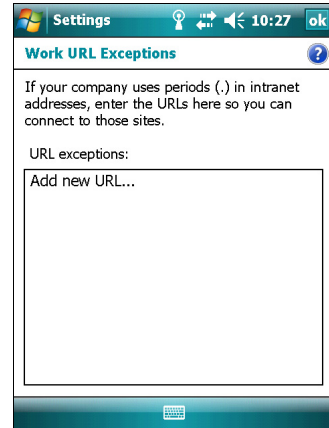 Settings 10:27 ok
Work URL Exceptions ?
If your company uses periods (.) in intranet
addresses, enter the URLs here so you can
connect to those sites.
URL exceptions:
Add new URL...